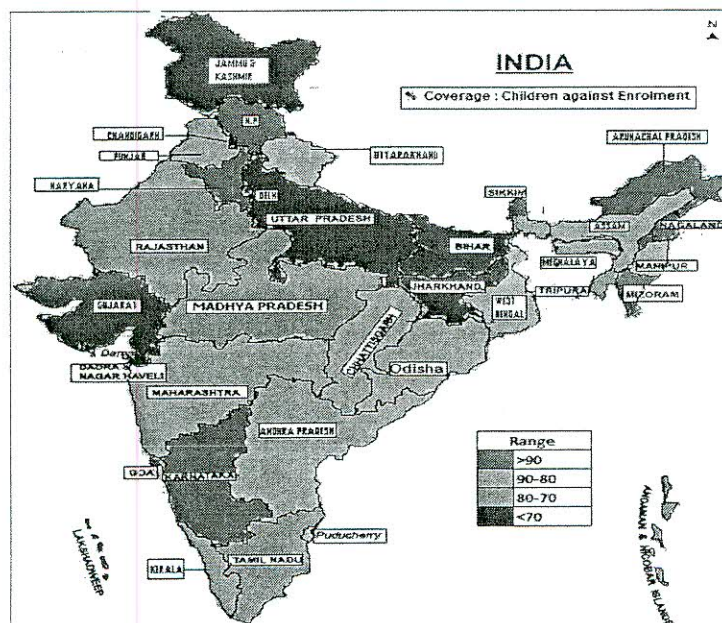 N
INDIA
% Coverage : Children against Enrolment
JAMMU &
KASHMIR
H.P
CHANDIGARH
PUNJAB
UTTARAKHAND
ARUNACHAL PRADESH
HARYANA
DELHI
SIKKIM
UTTAR PRADESH
ASSAM
NAGALAND
RAJASTHAN
BIHAR
MEGHALAYA
MANIPUR
JHARKHAND
TRIPURA
MIZORAM
GUJARAT
MADHYA PRADESH
WEST
BENGAL
CHHATTISGARH
Odisha
DADRA &
NAGAR HAVELI
MAHARASHTRA
ANDHRA PRADESH
Range
>90
90-80
80-70
<70
GOA
KARNATAKA
Puducherry
TAMIL NADU
KERALA
LAKSHADWEEP
ANDAMAN & NICOBAR ISLANDS